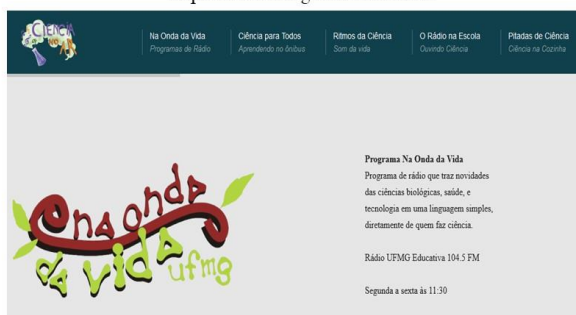 CIÊNCIA
NO AR
Na Onda da Vida
Programas de Rádio
Ciência para Todos
Aprendendo no ônibus
Ritmos da Ciência
Som da vida
O Rádio na Escola
Ouvindo Ciência
Pitadas de Ciência
Ciência na Cozinha
na onda
da vida
ufmg
Programa Na Onda da Vida
Programa de rádio que traz novidades
das ciências biológicas, saúde, e
tecnologia em uma linguagem simples,
diretamente de quem faz ciência.
Rádio UFMG Educativa 104.5 FM
Segunda a sexta às 11:30